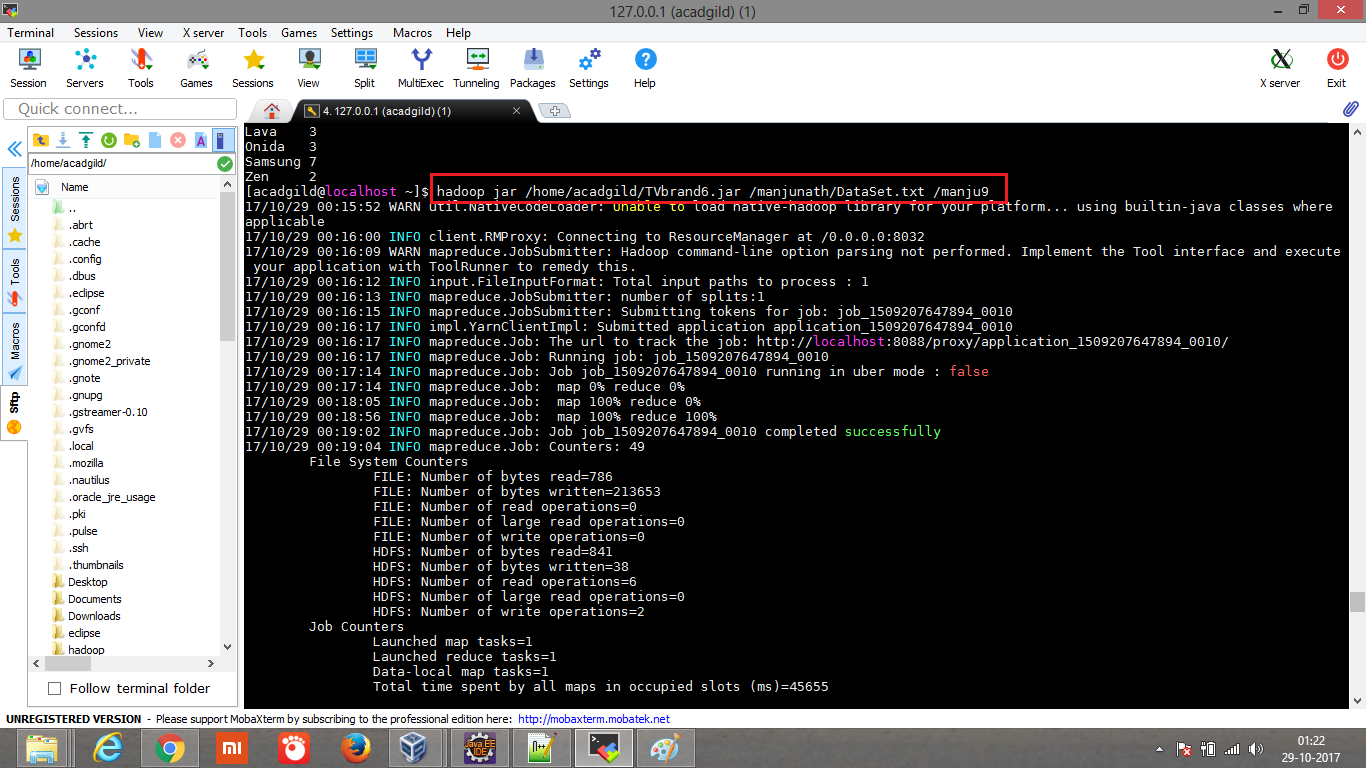 127.0.0.1 (acadgild) (1)
Terminal Sessions View X server Tools Games Settings Macros Help
Session Servers Tools Games Sessions View Split MultiExec Tunneling Packages Settings Help X server Exit
Quick connect...
4. 127.0.0.1 (acadgild) (1)
/home/acadgild/
Name
..
.abrt
.cache
.config
.dbus
.eclipse
.gconf
.gconfd
.gnome2
.gnome2_private
.gnote
.gnupg
.gstreamer-0.10
.gvfs
.local
.mozilla
.nautilus
.oracle_jre_usage
.pki
.pulse
.ssh
.thumbnails
Desktop
Documents
Downloads
eclipse
hadoop
Follow terminal folder
Sessions
Tools
Macros
Sftp
Lava 3
Onida 3
Samsung 7
Zen 2
[acadgild@localhost ~]$ hadoop jar /home/acadgild/TVbrand6.jar /manjunath/DataSet.txt /manju9
17/10/29 00:15:52 WARN util.NativeCodeLoader: Unable to load native-hadoop library for your platform... using builtin-java classes where
applicable
17/10/29 00:16:00 INFO client.RMProxy: Connecting to ResourceManager at /0.0.0.0:8032
17/10/29 00:16:09 WARN mapreduce.JobSubmitter: Hadoop command-line option parsing not performed. Implement the Tool interface and execute
your application with ToolRunner to remedy this.
17/10/29 00:16:12 INFO input.FileInputFormat: Total input paths to process : 1
17/10/29 00:16:13 INFO mapreduce.JobSubmitter: number of splits:1
17/10/29 00:16:15 INFO mapreduce.JobSubmitter: Submitting tokens for job: job_1509207647894_0010
17/10/29 00:16:17 INFO impl.YarnClientImpl: Submitted application application_1509207647894_0010
17/10/29 00:16:17 INFO mapreduce.Job: The url to track the job: http://localhost:8088/proxy/application_1509207647894_0010/
17/10/29 00:16:17 INFO mapreduce.Job: Running job: job_1509207647894_0010
17/10/29 00:17:14 INFO mapreduce.Job: Job job_1509207647894_0010 running in uber mode : false
17/10/29 00:17:14 INFO mapreduce.Job:  map 0% reduce 0%
17/10/29 00:18:05 INFO mapreduce.Job:  map 100% reduce 0%
17/10/29 00:18:56 INFO mapreduce.Job:  map 100% reduce 100%
17/10/29 00:19:02 INFO mapreduce.Job: Job job_1509207647894_0010 completed successfully
17/10/29 00:19:04 INFO mapreduce.Job: Counters: 49
File System Counters
FILE: Number of bytes read=786
FILE: Number of bytes written=213653
FILE: Number of read operations=0
FILE: Number of large read operations=0
FILE: Number of write operations=0
HDFS: Number of bytes read=841
HDFS: Number of bytes written=38
HDFS: Number of read operations=6
HDFS: Number of large read operations=0
HDFS: Number of write operations=2
Job Counters
Launched map tasks=1
Launched reduce tasks=1
Data-local map tasks=1
Total time spent by all maps in occupied slots (ms)=45655
UNREGISTERED VERSION - Please support MobaXterm by subscribing to the professional edition here: http://mobaxterm.mobatek.net
mi
Java EE
IDE
01:22
29-10-2017